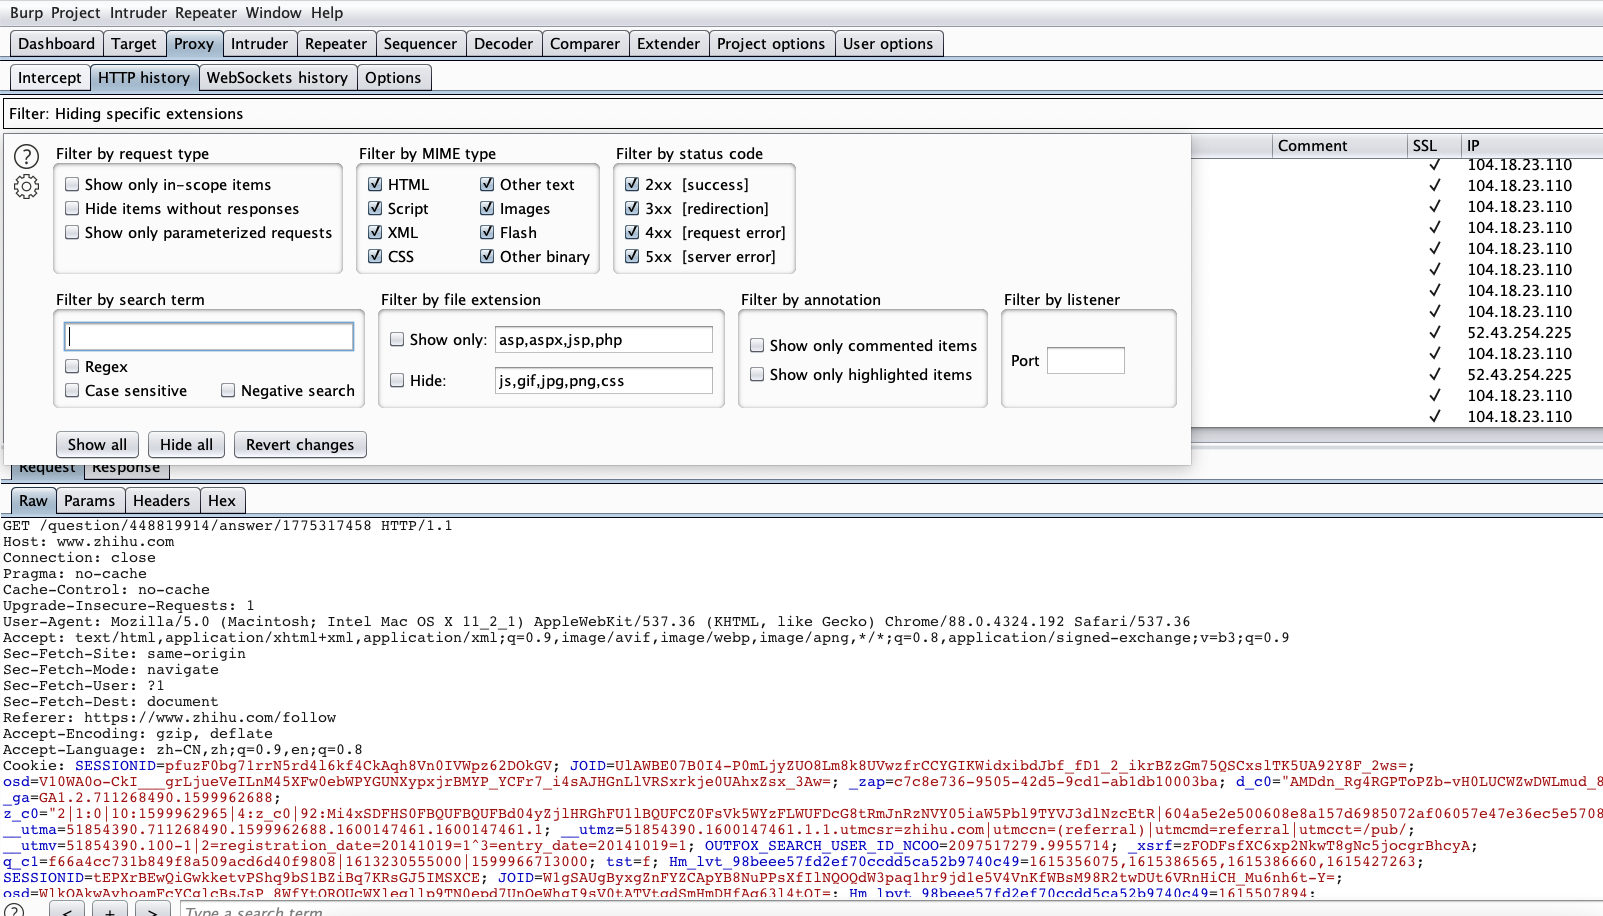 Burp Project Intruder Repeater Window Help
Dashboard Target Proxy Intruder Repeater Sequencer Decoder Comparer Extender Project options User options
Intercept HTTP history WebSockets history Options
Filter: Hiding specific extensions
Comment SSL IP
Filter by request type Filter by MIME type Filter by status code
Show only in-scope items HTML Other text 2xx [success]
Hide items without responses Script Images 3xx [redirection]
Show only parameterized requests XML Flash 4xx [request error]
CSS Other binary 5xx [server error]
104.18.23.110
104.18.23.110
104.18.23.110
104.18.23.110
104.18.23.110
104.18.23.110
104.18.23.110
104.18.23.110
52.43.254.225
104.18.23.110
52.43.254.225
104.18.23.110
104.18.23.110
Filter by search term Filter by file extension Filter by annotation Filter by listener
Show only: asp,aspx,jsp,php
Show only commented items
Port
Regex
Hide: js,gif,jpg,png,css
Show only highlighted items
Case sensitive Negative search
Show all Hide all Revert changes
Request Response
Raw Params Headers Hex
GET /question/448819914/answer/1775317458 HTTP/1.1
Host: www.zhihu.com
Connection: close
Pragma: no-cache
Cache-Control: no-cache
Upgrade-Insecure-Requests: 1
User-Agent: Mozilla/5.0 (Macintosh; Intel Mac OS X 11_2_1) AppleWebKit/537.36 (KHTML, like Gecko) Chrome/88.0.4324.192 Safari/537.36
Accept: text/html,application/xhtml+xml,application/xml;q=0.9,image/avif,image/webp,image/apng,*/*;q=0.8,application/signed-exchange;v=b3;q=0.9
Sec-Fetch-Site: same-origin
Sec-Fetch-Mode: navigate
Sec-Fetch-User: ?1
Sec-Fetch-Dest: document
Referer: https://www.zhihu.com/follow
Accept-Encoding: gzip, deflate
Accept-Language: zh-CN,zh;q=0.9,en;q=0.8
Cookie: SESSIONID=pfuzF0bg71rrN5rd4l6kf4CkAqh8Vn0IVWpz62DOkGV; JOID=UlAWBE07B0I4-P0mLjyZUO8Lm8k8UVwzfrCCYGIKWidxibdJbf_fD1_2_ikrBZzGm75QSCxslTK5UA92Y8F_2ws=;
osd=V10WA0o-CkI___grLjueVeILnM45XFw0ebWPYGUNXypxjrBMYP_YCFr7_i4sAJHGnLlVRSxrkje0UAhxZsx_3Aw=; _zap=c7c8e736-9505-42d5-9cd1-ab1db10003ba; d_c0="AMDdn_Rg4RGPToPZb-vH0LUCWZwDWLmud_8
_ga=GA1.2.711268490.1599962688;
z_c0="2|1:0|10:1599962965|4:z_c0|92:Mi4xSDFHS0FBQUFBQUFBd04yZjlHRGhFU1lBQUFCZ0FsVk5WYzFLWUFDcG8tRmJnRzNVY05iaW5Pbl9TYVJ3dlNzcEtR|604a5e2e500608e8a157d6985072af06057e47e36ec5e5708
__utma=51854390.711268490.1599962688.1600147461.1600147461.1; __utmz=51854390.1600147461.1.1.utmcsr=zhihu.com|utmccn=(referral)|utmcmd=referral|utmcct=/pub/;
__utmv=51854390.100-1|2=registration_date=20141019=1^3=entry_date=20141019=1; OUTFOX_SEARCH_USER_ID_NCOO=2097517279.9955714; _xsrf=zFODFsfXC6xp2NkwT8gNc5jocgrBhcyA;
q_c1=f66a4cc731b849f8a509acd6d40f9808|1613230555000|1599966713000; tst=f; Hm_lvt_98beee57fd2ef70ccdd5ca52b9740c49=1615356075,1615386565,1615386660,1615427263;
SESSIONID=tEPXrBEwQiGwkketvPShq9bS1BZiBq7KRsGJ5IMSXCE; JOID=W1gSAUgByxgZnFYZCApYB8NuPPsXfIlNQOQdW3paq1hr9jd1e5V4VnKfWBsM98R2twDUt6VRnHiCH_Mu6nh6t-Y=;
Hm_lpvt_98beee57fd2ef70ccdd5ca52b9740c49=1615507894;
< + > Type a search term